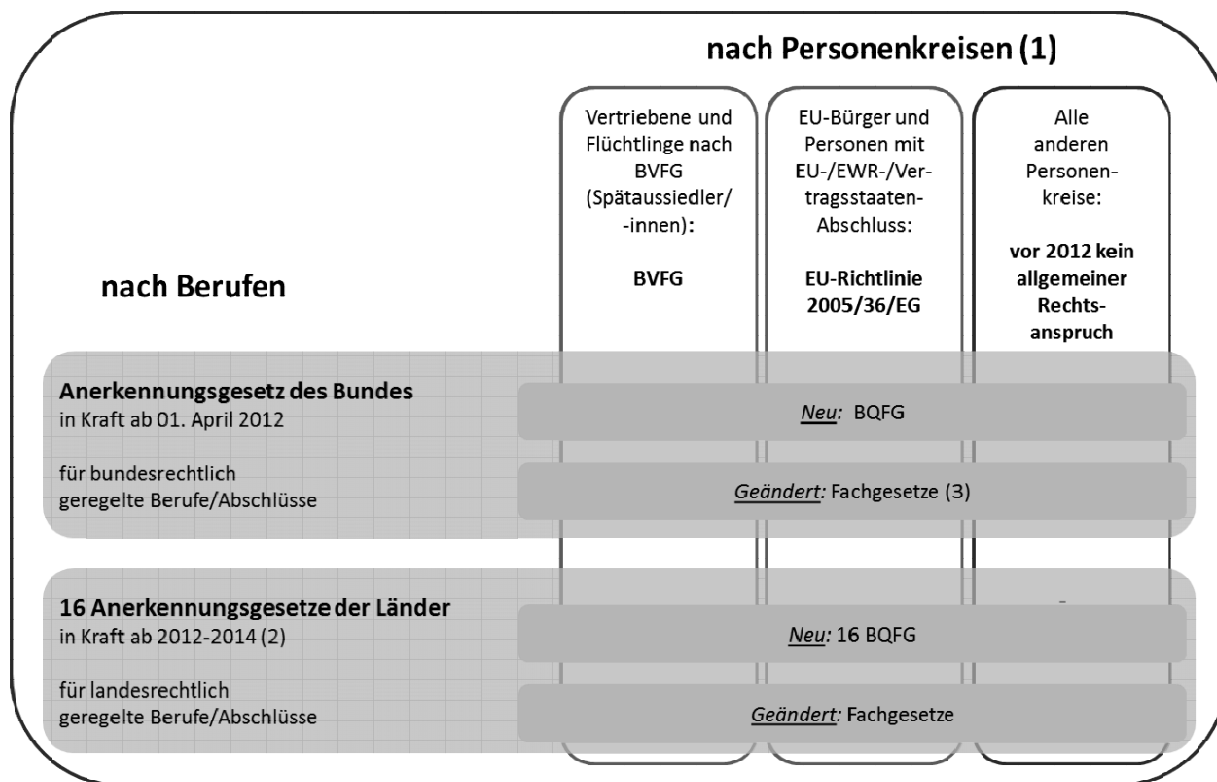 nach Personenkreisen (1)
Vertriebene und
Flüchtlinge nach
BVFG
(Spätaussiedler/
-innen):
BVFG
EU-Bürger und
Personen mit
EU-/EWR-/Ver-
tragsstaaten-
Abschluss:
EU-Richtlinie
2005/36/EG
Alle
anderen
Personen-
kreise:
vor 2012 kein
allgemeiner
Rechts-
anspruch
nach Berufen
Anerkennungsgesetz des Bundes
in Kraft ab 01. April 2012
für bundesrechtlich
geregelte Berufe/Abschlüsse
Neu: BQFG
Geändert: Fachgesetze (3)
16 Anerkennungsgesetze der Länder
in Kraft ab 2012-2014 (2)
für landesrechtlich
geregelte Berufe/Abschlüsse
-
Neu: 16 BQFG
Geändert: Fachgesetze